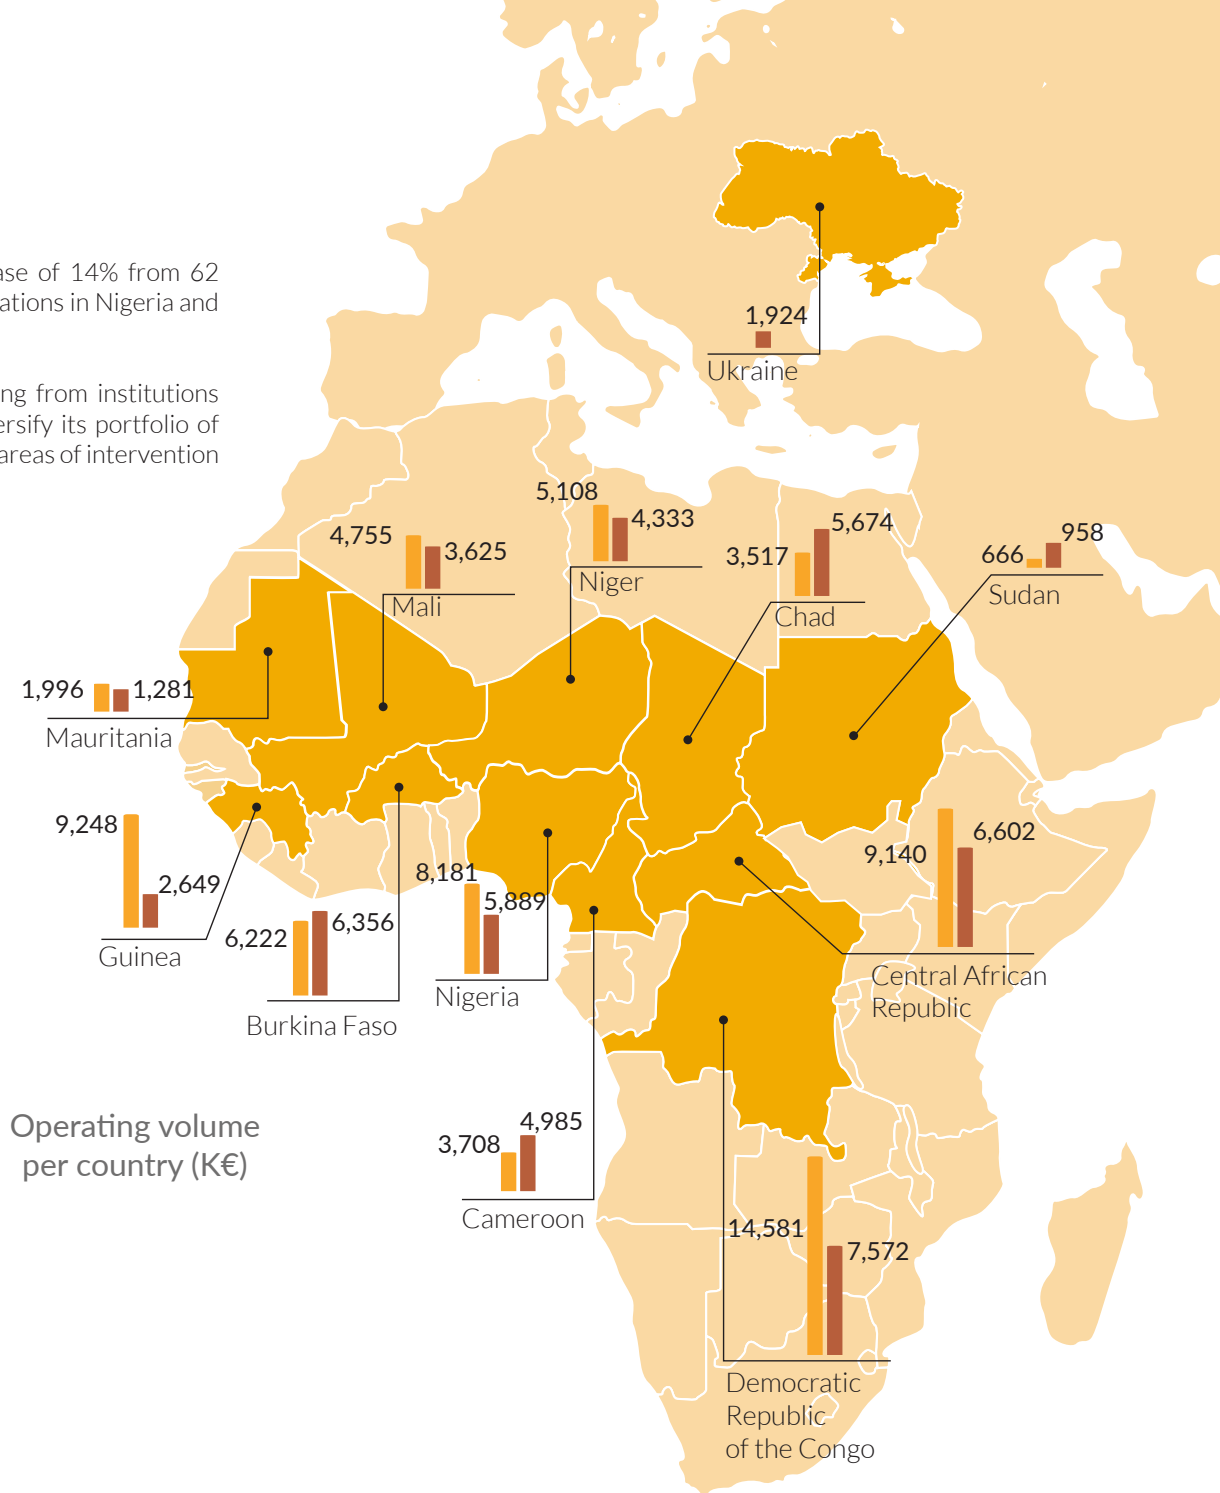 ase of 14% from 62
ations in Nigeria and
ng from institutions
ersify its portfolio of
areas of intervention
1,924
Ukraine
5,108
4,333
Niger
4,755
3,625
Mali
3,517
5,674
Chad
666
958
Sudan
1,996
1,281
Mauritania
9,248
2,649
Guinea
6,222
6,356
Burkina Faso
8,181
5,889
Nigeria
9,140
6,602
Central African
Republic
Operating volume
per country (K€)
3,708
4,985
Cameroon
14,581
7,572
Democratic
Republic
of the Congo